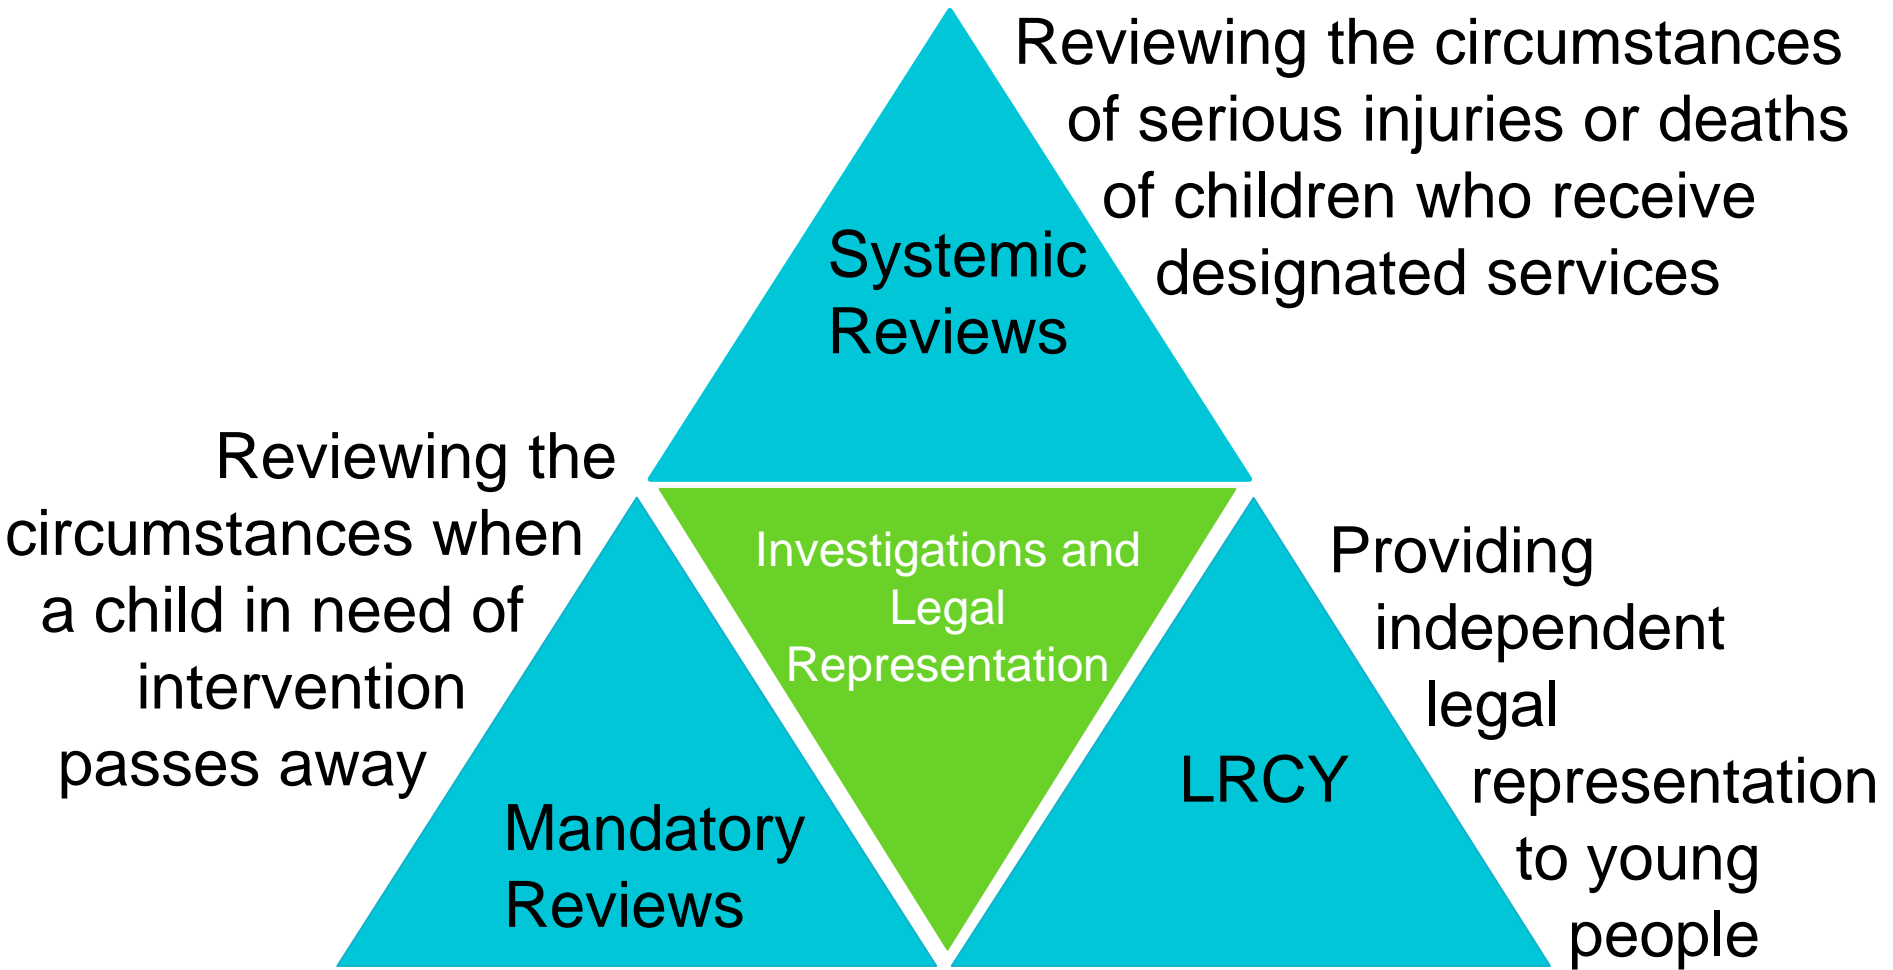 Reviewing the circumstances
of serious injuries or deaths
of children who receive
designated services
Systemic
Reviews
Reviewing the
circumstances when
a child in need of
intervention
passes away
Investigations and
Legal
Representation
Mandatory
Reviews
LRCY
Providing
independent
legal
representation
to young
people